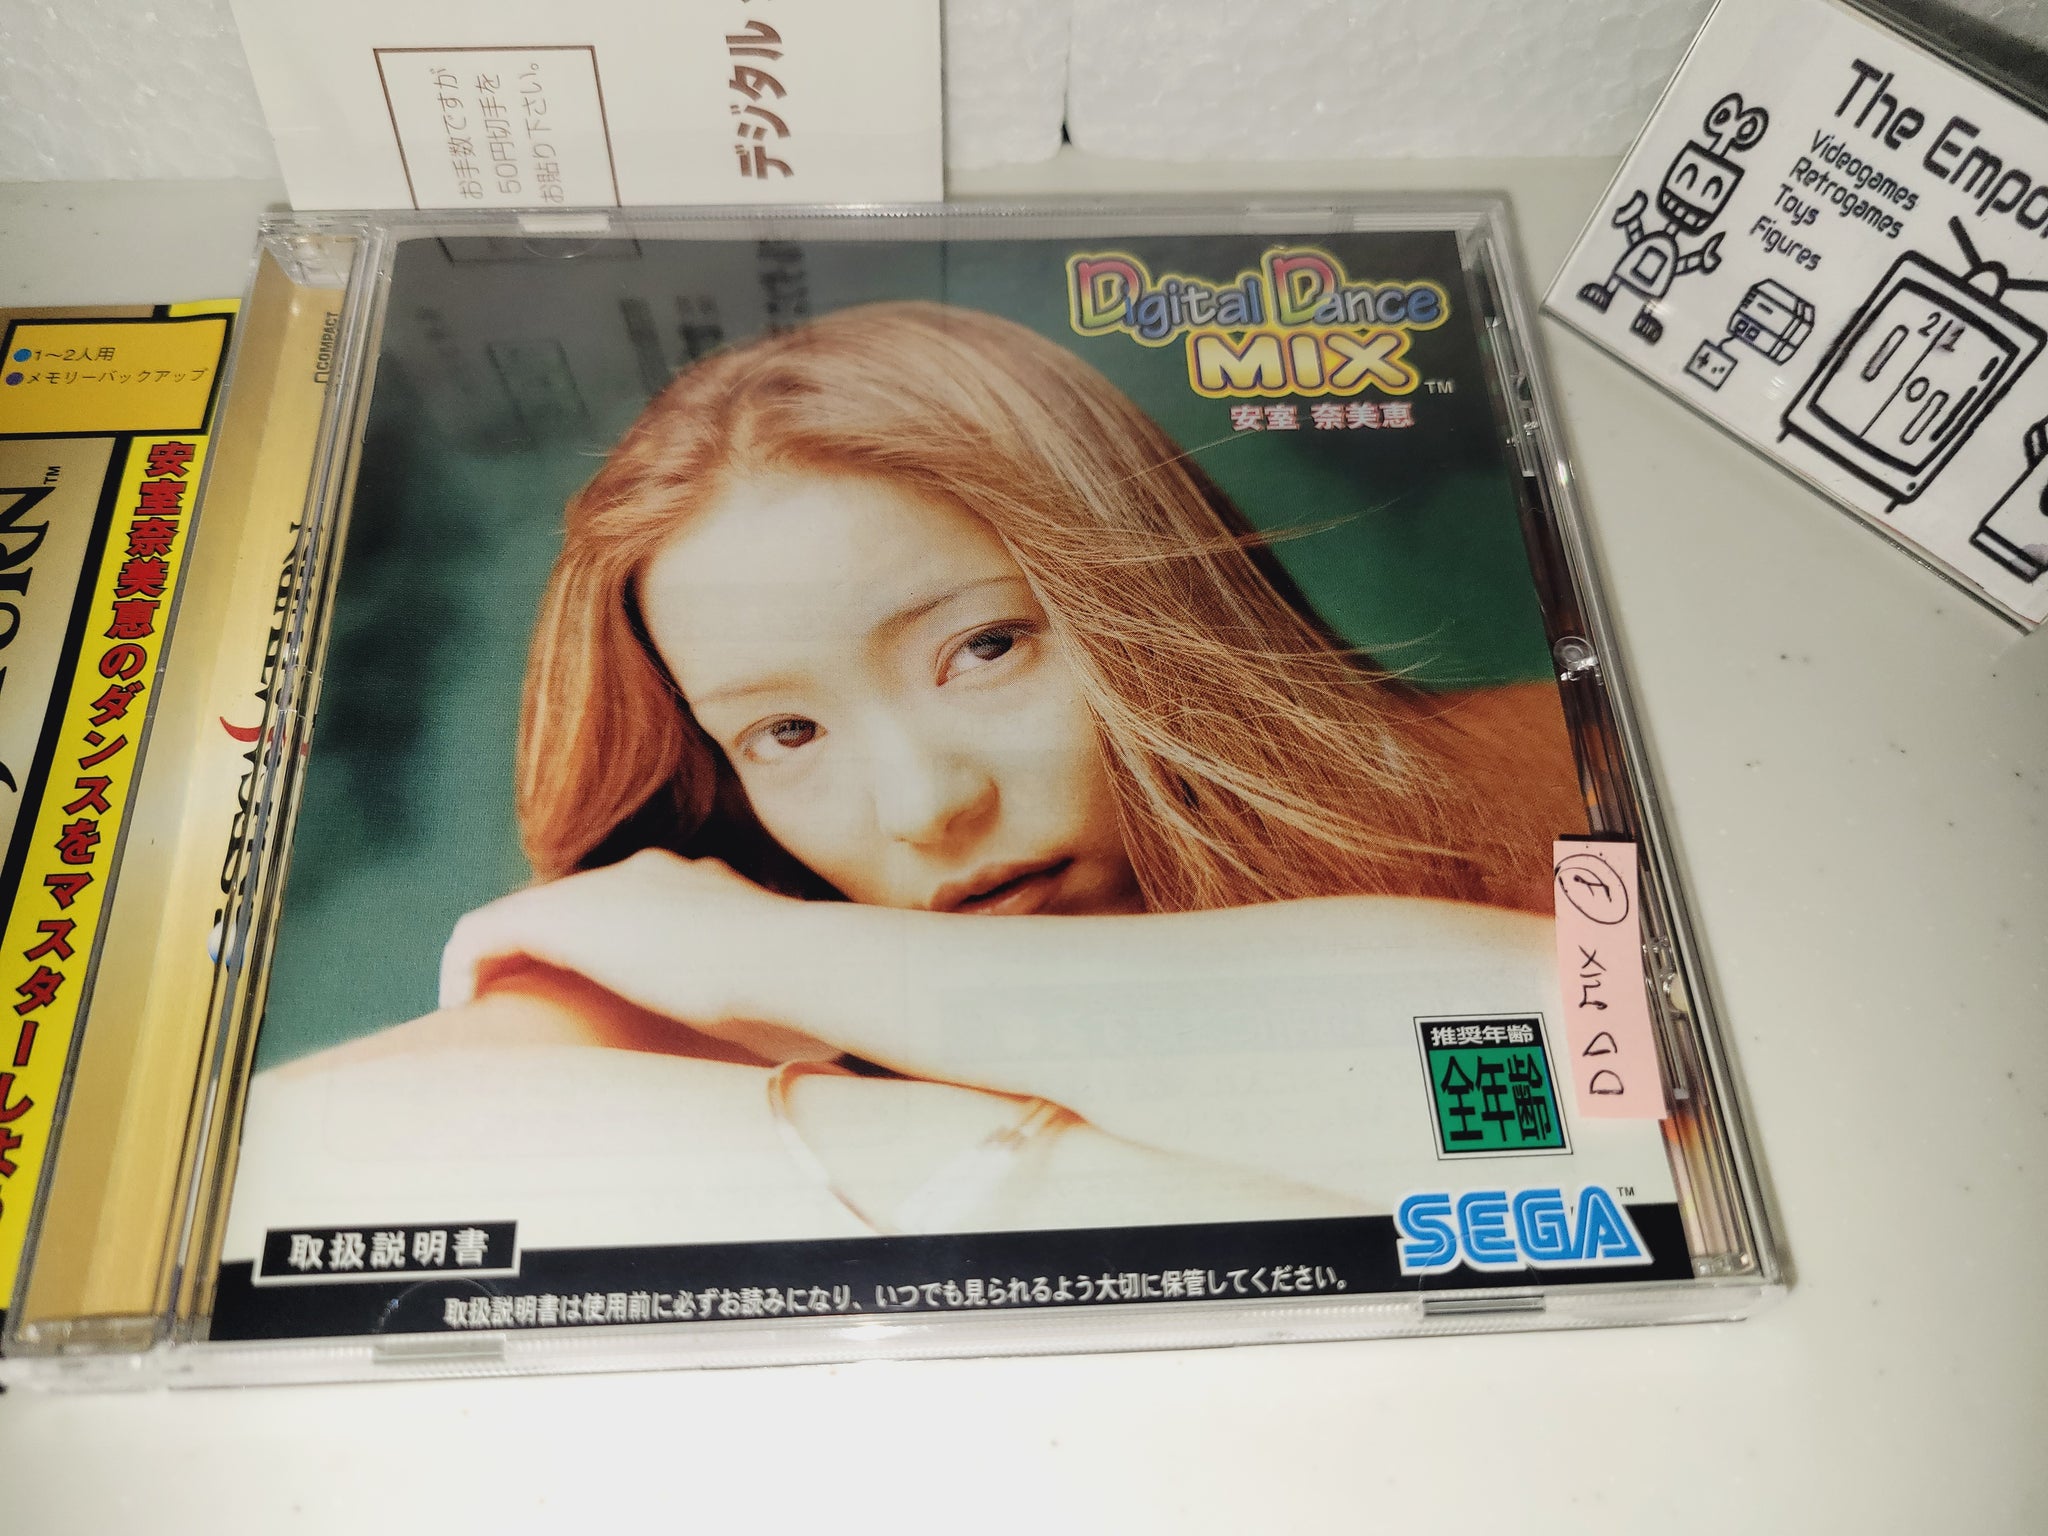 お手数ですが
50円切手を
お貼り下さい。
デジタル
The Empo
Videogames
Retrogames
Toys
Figures
21
●1〜2人用
●メモリーバックアップ
安室奈美恵のダンスをマスターしよ
COMPACT
Digital Dance
MIX™
安室 奈美恵
F
DD MIX
推奨年齢
全年齢
SEGA™
取扱説明書
取扱説明書は使用前に必ずお読みになり、いつでも見られるよう大切に保管してください。